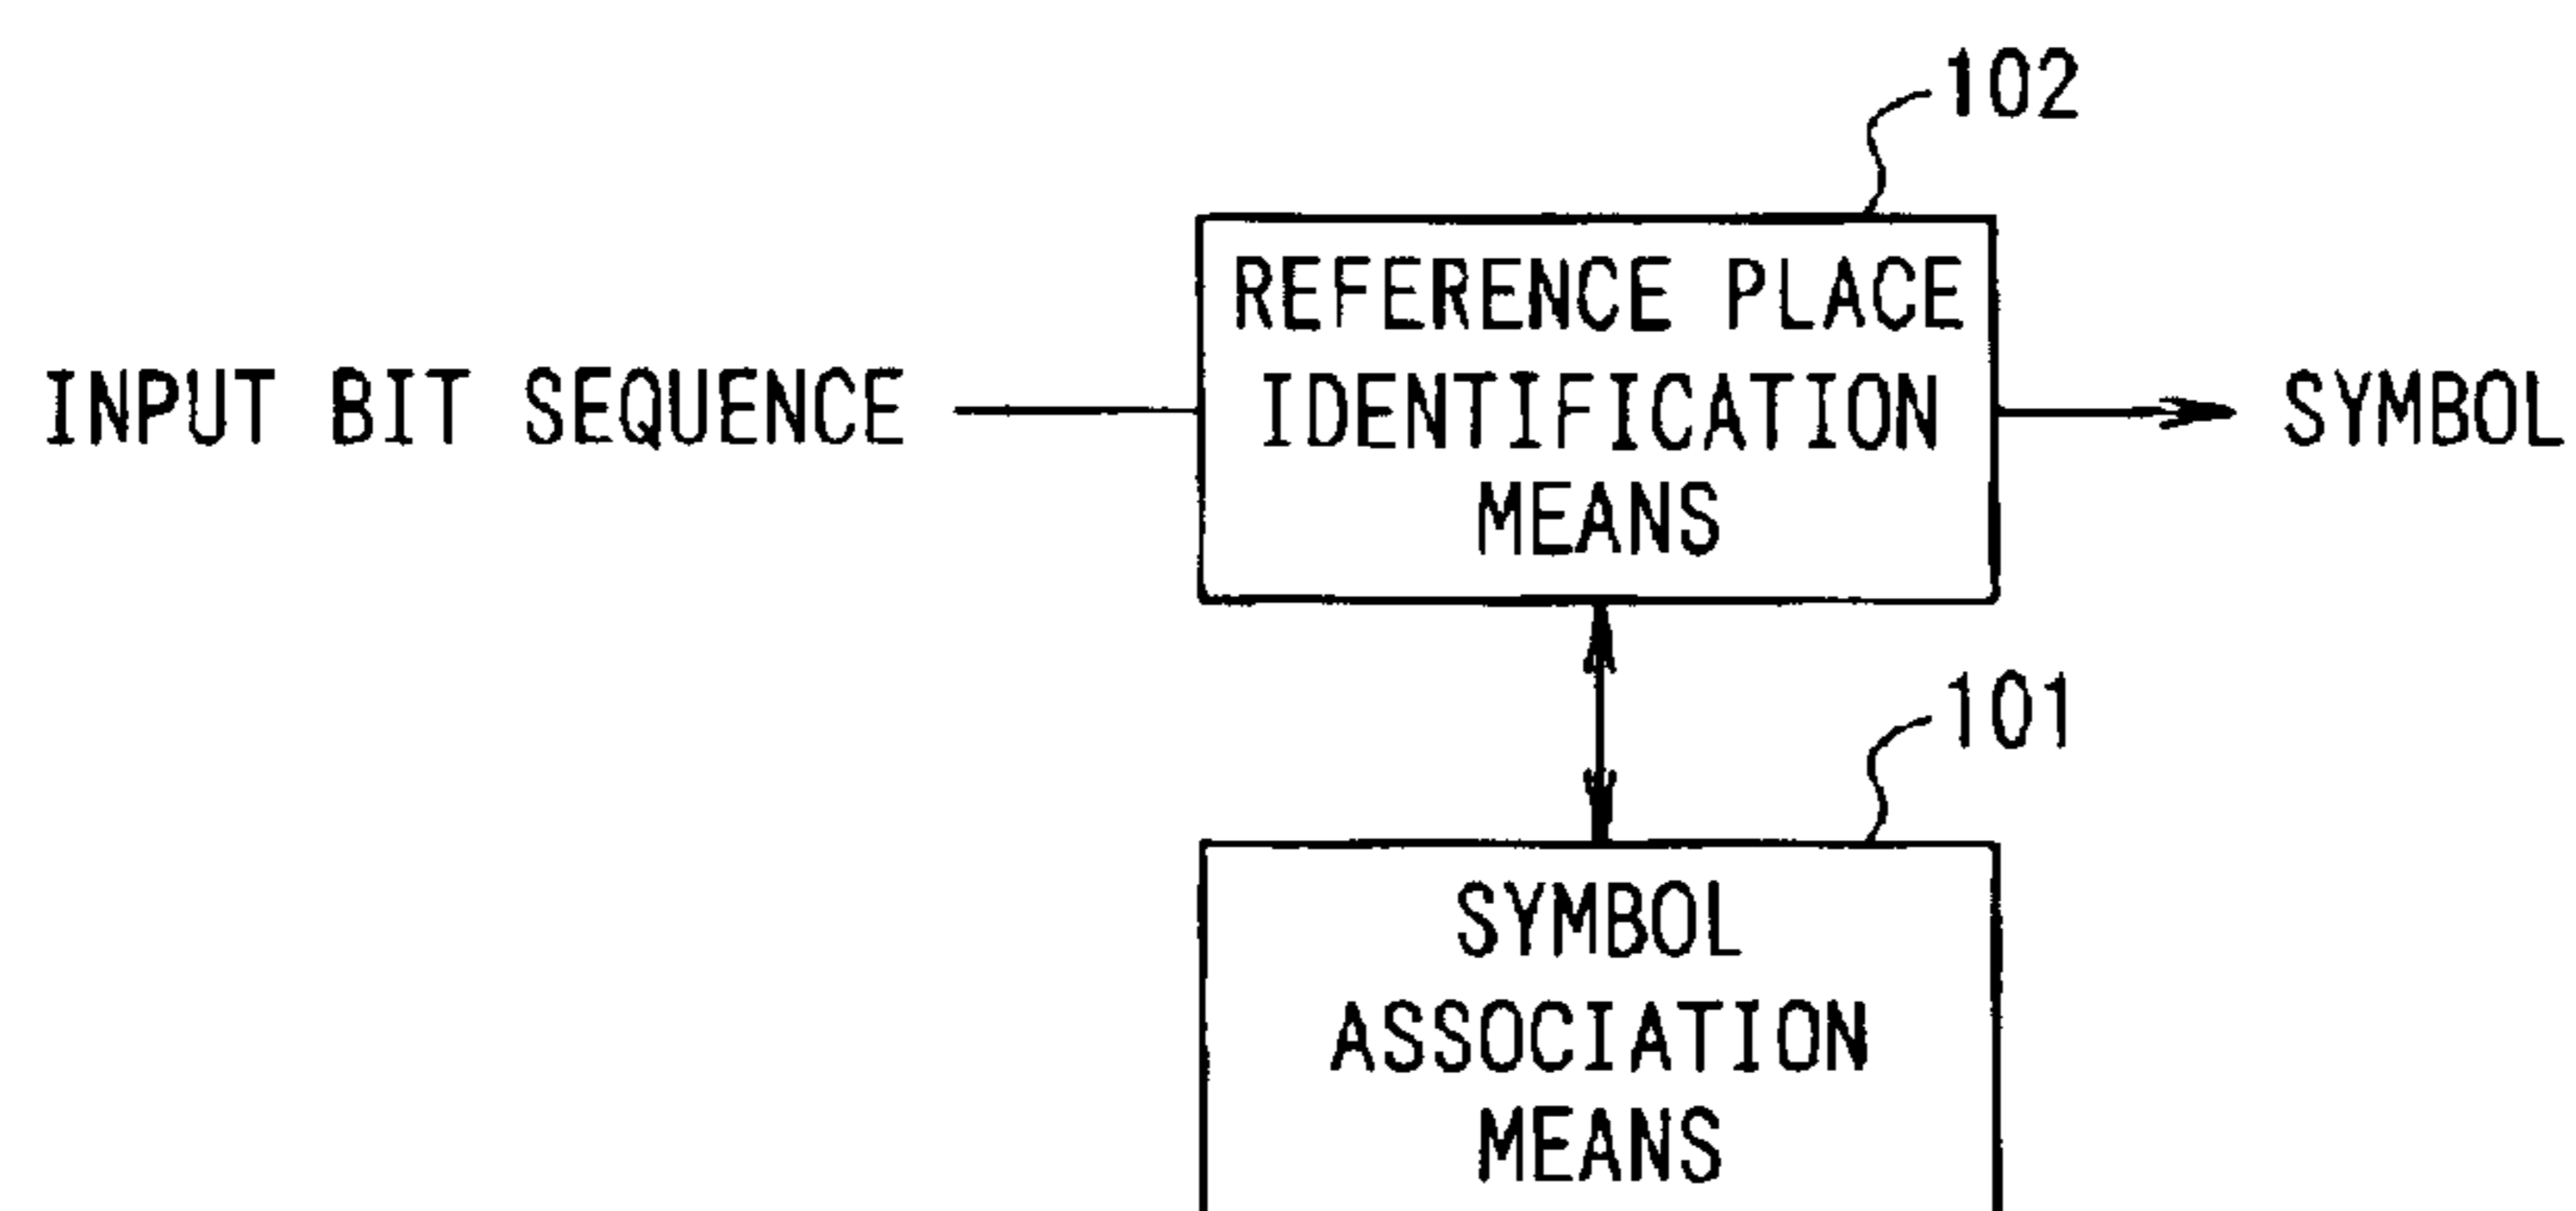 102
REFERENCE PLACE
IDENTIFICATION
MEANS
INPUT BIT SEQUENCE
SYMBOL
101
SYMBOL
ASSOCIATION
MEANS